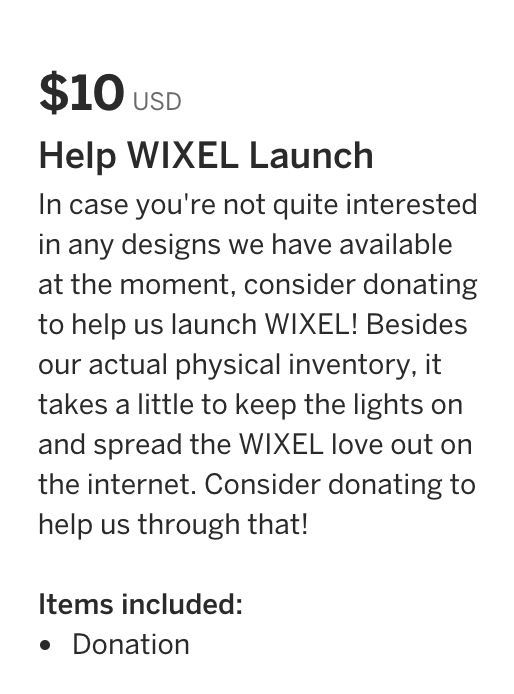 $10 USD
Help WIXEL Launch
In case you're not quite interested
in any designs we have available
at the moment, consider donating
to help us launch WIXEL! Besides
our actual physical inventory, it
takes a little to keep the lights on
and spread the WIXEL love out on
the internet. Consider donating to
help us through that!
Items included:
• Donation